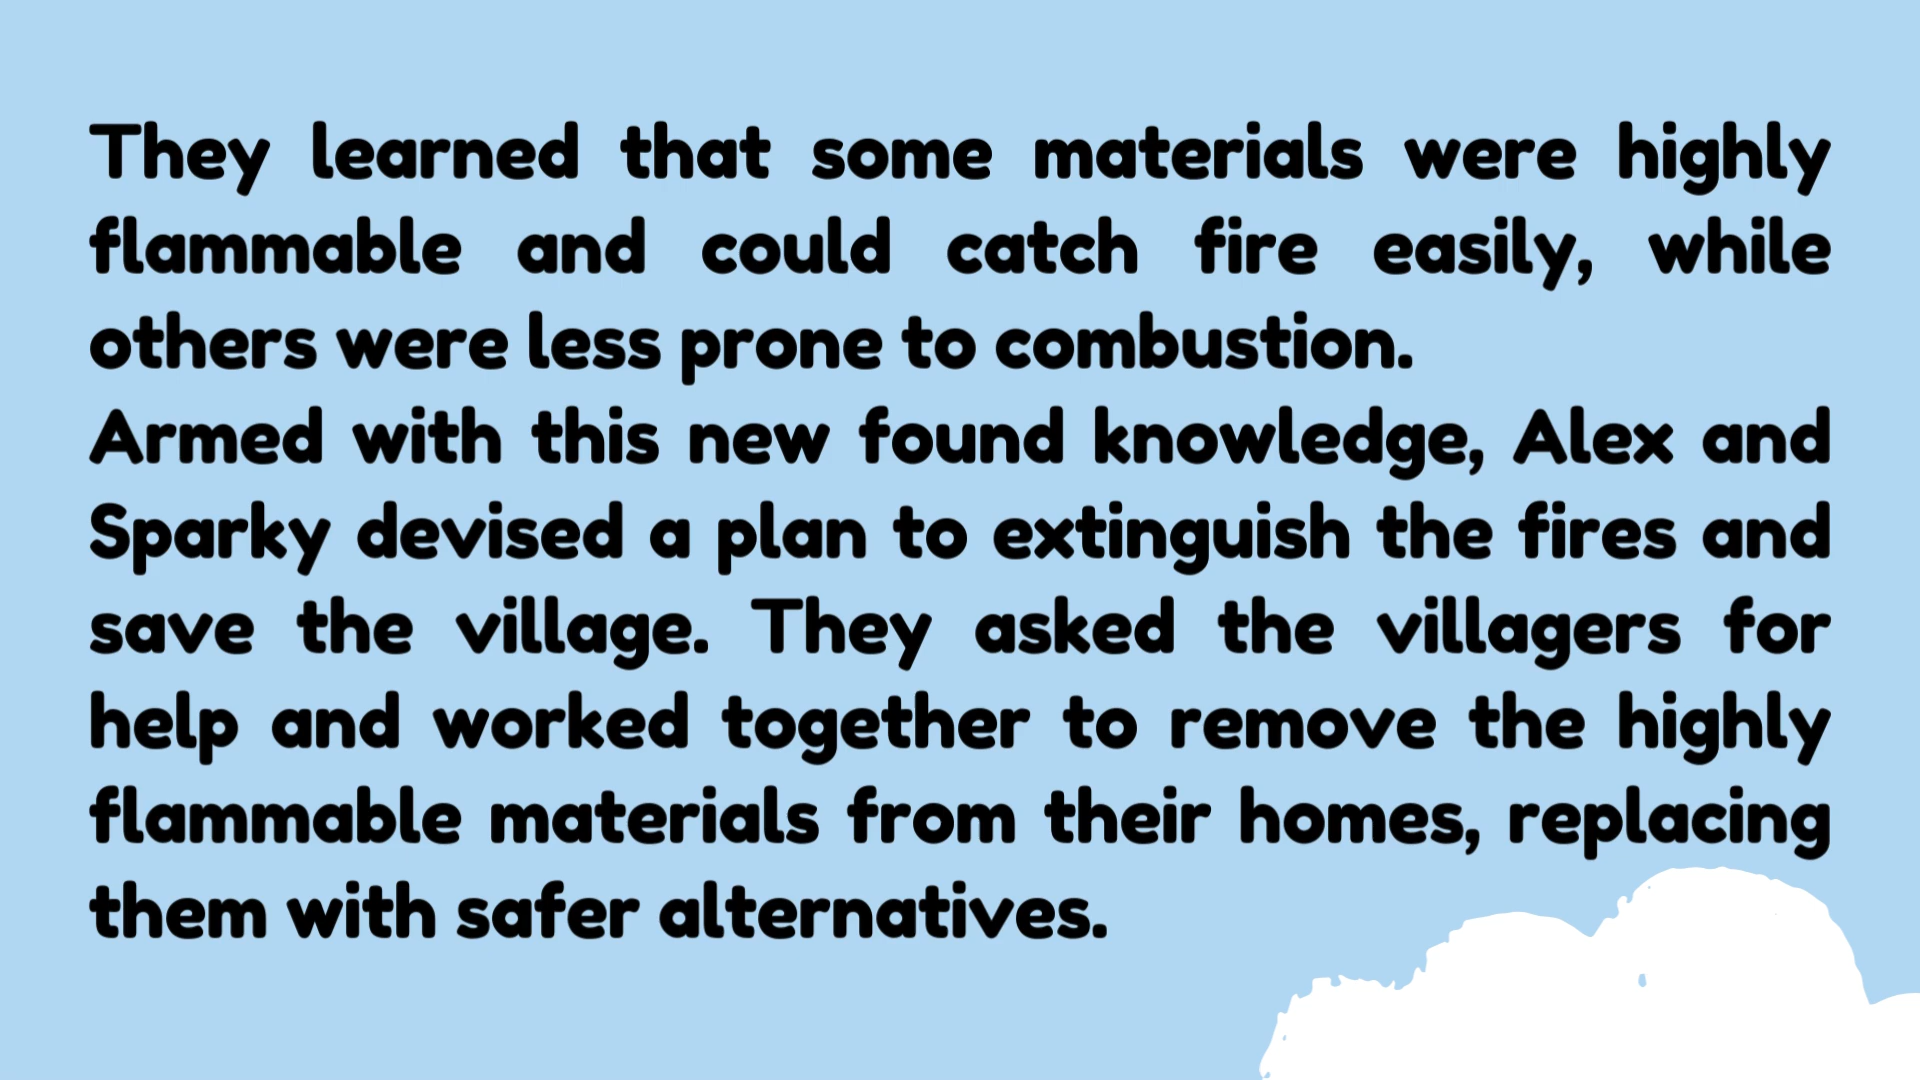 They learned that some materials were highly
flammable and could catch fire easily, while
others were less prone to combustion.
Armed with this new found knowledge, Alex and
Sparky devised a plan to extinguish the fires and
save the village. They asked the villagers for
help and worked together to remove the highly
flammable materials from their homes, replacing
them with safer alternatives.